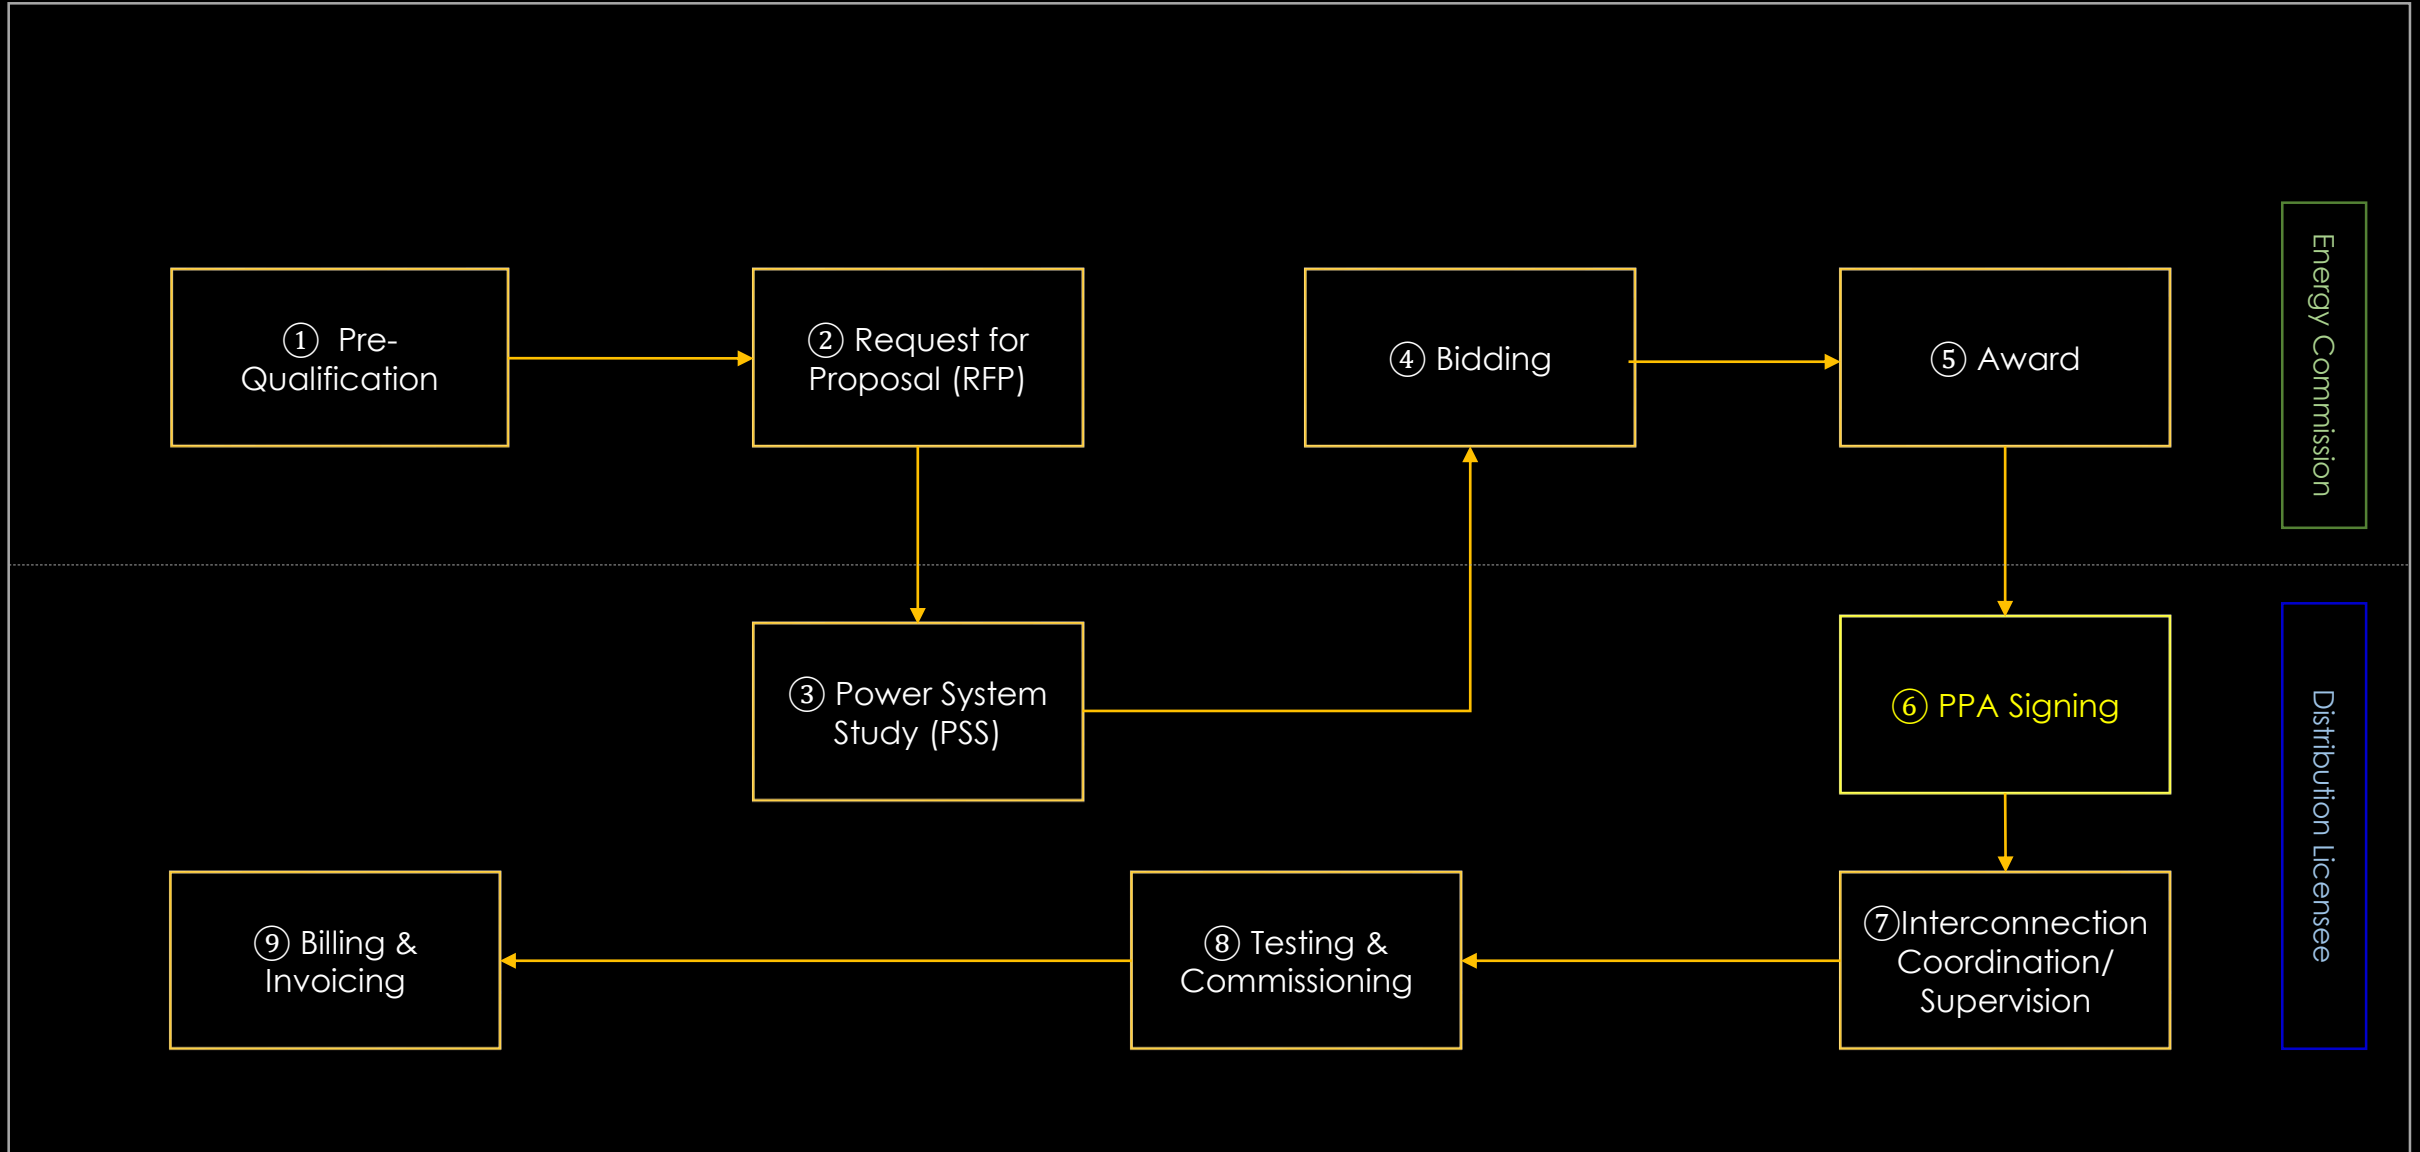 ① Pre-
Qualification
② Request for
Proposal (RFP)
④ Bidding
⑤ Award
Energy Commission
③ Power System
Study (PSS)
⑥ PPA Signing
Distribution Licensee
⑨ Billing &
Invoicing
⑧ Testing &
Commissioning
⑦Interconnection
Coordination/
Supervision